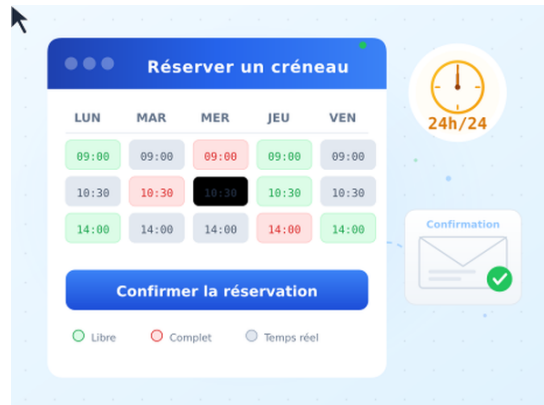 Réserver un créneau
24h/24
LUN MAR MER JEU VEN
09:00 09:00 09:00 09:00 09:00
10:30 10:30 10:30 10:30 10:30
14:00 14:00 14:00 14:00 14:00
Confirmation
Confirmer la réservation
Libre Complet Temps réel